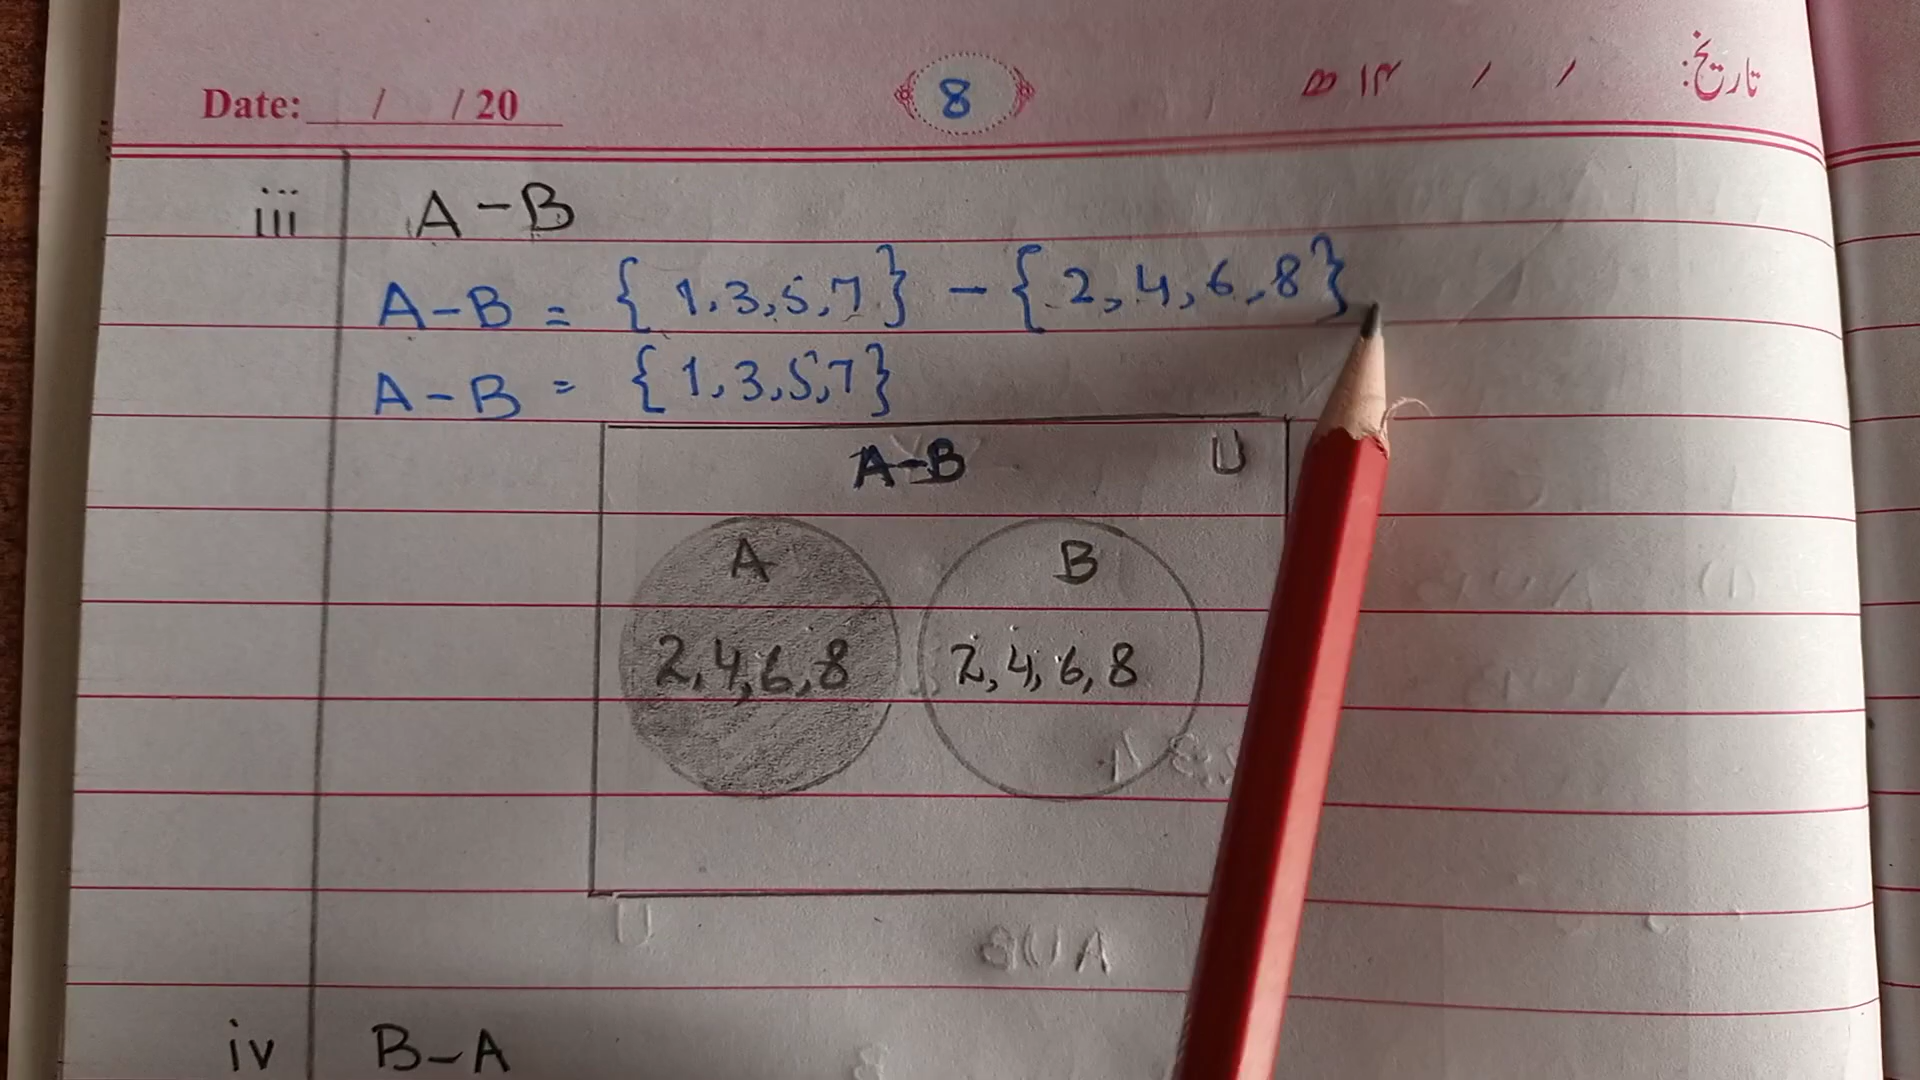 Date: / / 20 8 ھ ۱۴ / / تاریخ:
iii A-B
A-B = { 1,3,5,7 } - { 2,4,6,8 }
A-B = { 1,3,5,7 }
A-B U
A B
2,4,6,8 2,4,6,8
iv B-A